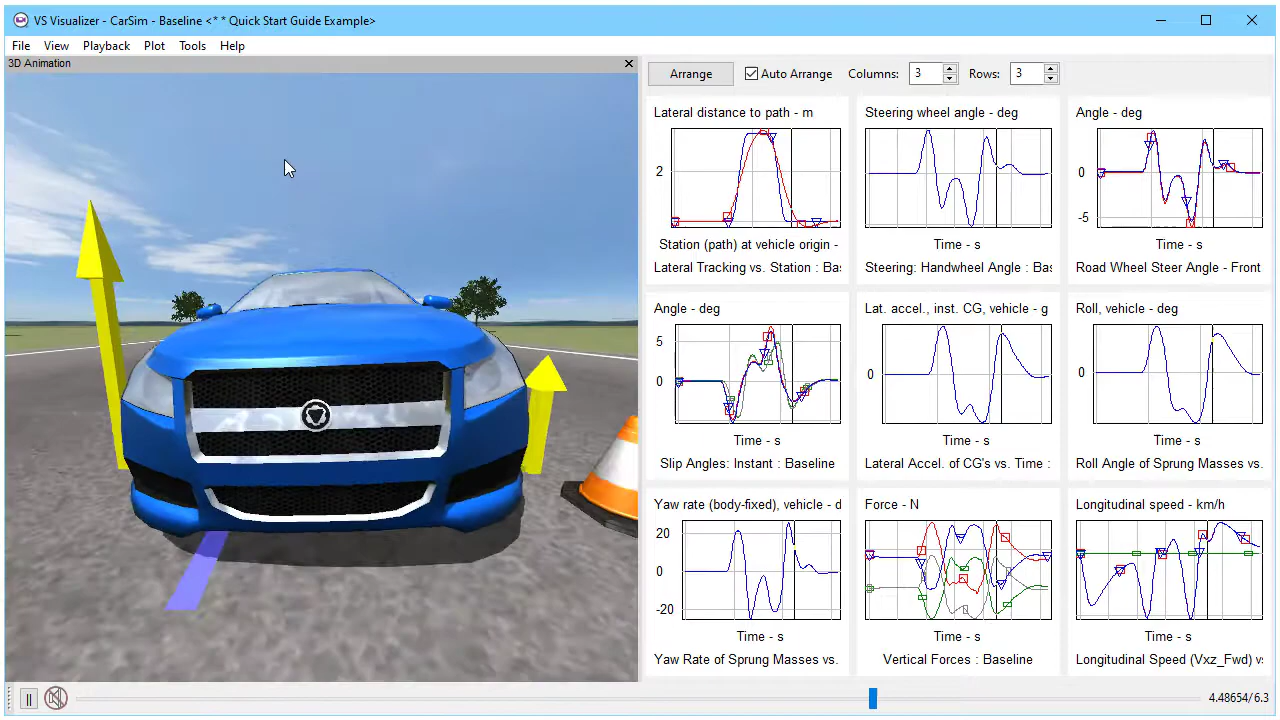 VS Visualizer - CarSim - Baseline <* * Quick Start Guide Example>
File View Playback Plot Tools Help
3D Animation
Arrange Auto Arrange Columns: 3 Rows: 3
Lateral distance to path - m
2
Station (path) at vehicle origin -
Lateral Tracking vs. Station : Ba
Steering wheel angle - deg
Time - s
Steering: Handwheel Angle : Ba
Angle - deg
0
-5
Time - s
Road Wheel Steer Angle - Front
Angle - deg
5
0
Time - s
Slip Angles: Instant : Baseline
Lat. accel., inst. CG, vehicle - g
0
Time - s
Lateral Accel. of CG's vs. Time :
Roll, vehicle - deg
0
Time - s
Roll Angle of Sprung Masses vs.
Yaw rate (body-fixed), vehicle - d
20
0
-20
Time - s
Yaw Rate of Sprung Masses vs.
Force - N
Time - s
Vertical Forces : Baseline
Longitudinal speed - km/h
Time - s
Longitudinal Speed (Vxz_Fwd) v
4.48654/6.3